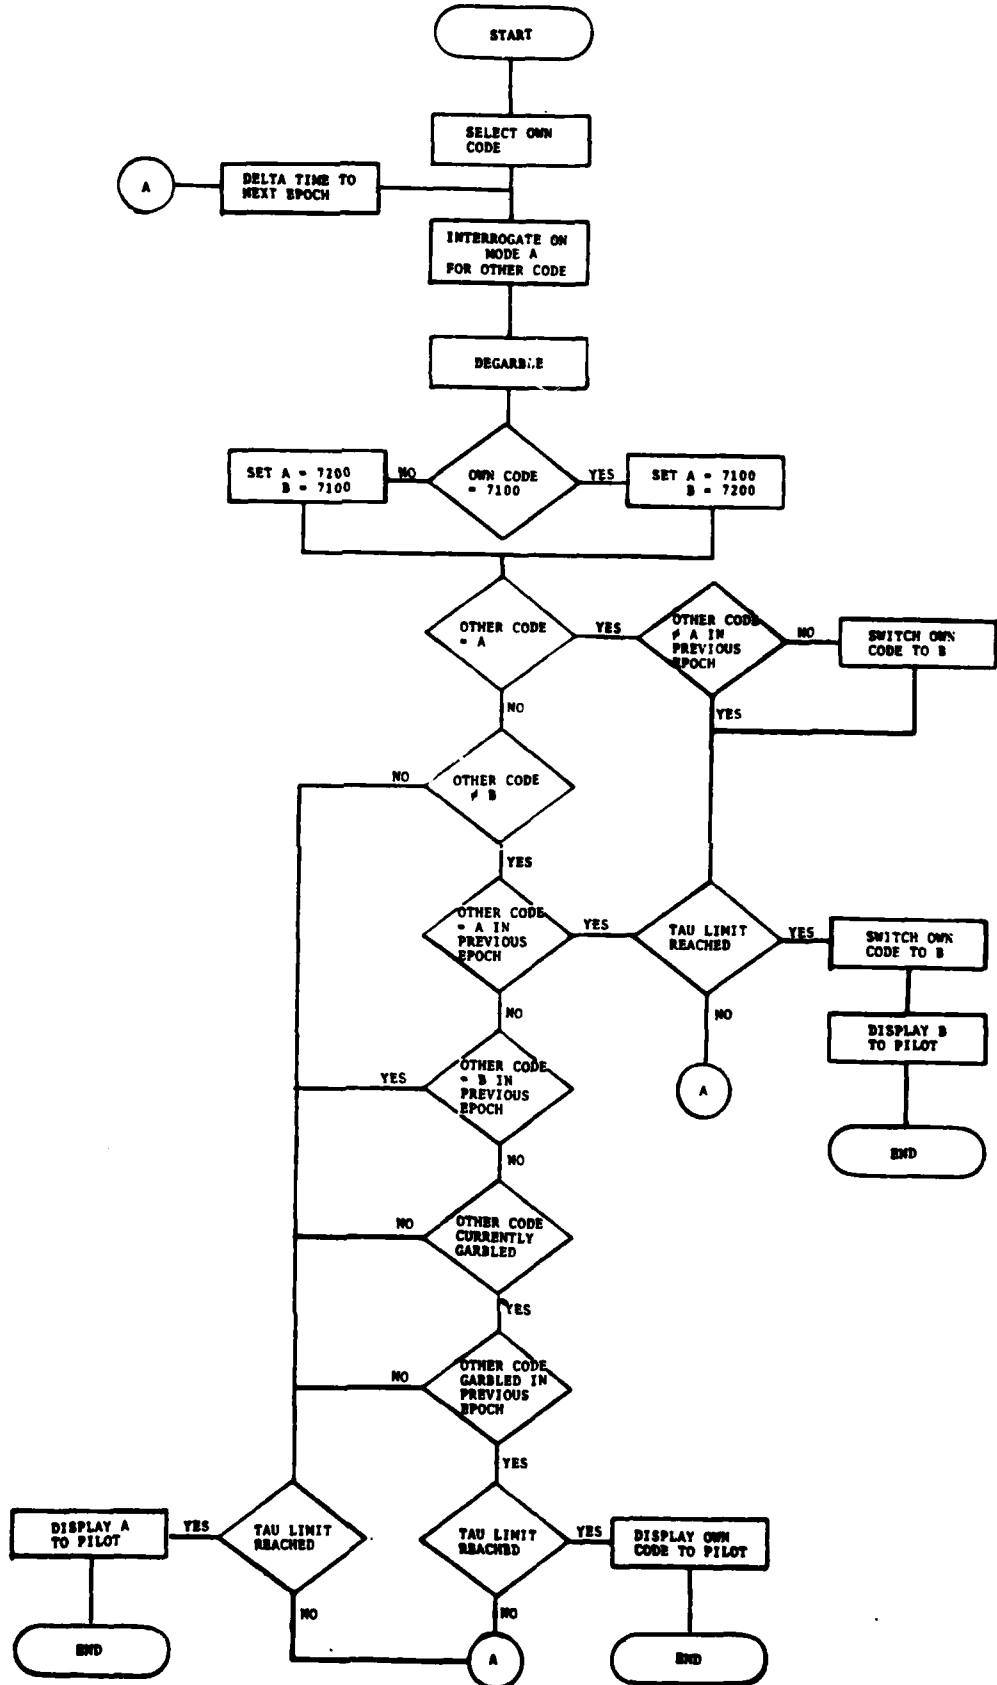 START
SELECT OWN
CODE
A
DELTA TIME TO
NEXT EPOCH
INTERROGATE ON
MODE A
FOR OTHER CODE
DEGARBLE
SET A = 7200
B = 7100
NO
OWN CODE
= 7100
YES
SET A = 7100
B = 7200
OTHER CODE
= A
YES
OTHER CODE
≠ A IN
PREVIOUS
EPOCH
NO
SWITCH OWN
CODE TO B
NO
YES
NO
OTHER CODE
≠ B
YES
OTHER CODE
= A IN
PREVIOUS
EPOCH
YES
TAU LIMIT
REACHED
YES
SWITCH OWN
CODE TO B
NO
NO
DISPLAY B
TO PILOT
YES
OTHER CODE
= B IN
PREVIOUS
EPOCH
A
NO
END
NO
OTHER CODE
CURRENTLY
GARBLED
YES
NO
OTHER CODE
GARBLED IN
PREVIOUS
EPOCH
YES
DISPLAY A
TO PILOT
YES
TAU LIMIT
REACHED
TAU LIMIT
REACHED
YES
DISPLAY OWN
CODE TO PILOT
NO
NO
END
A
END